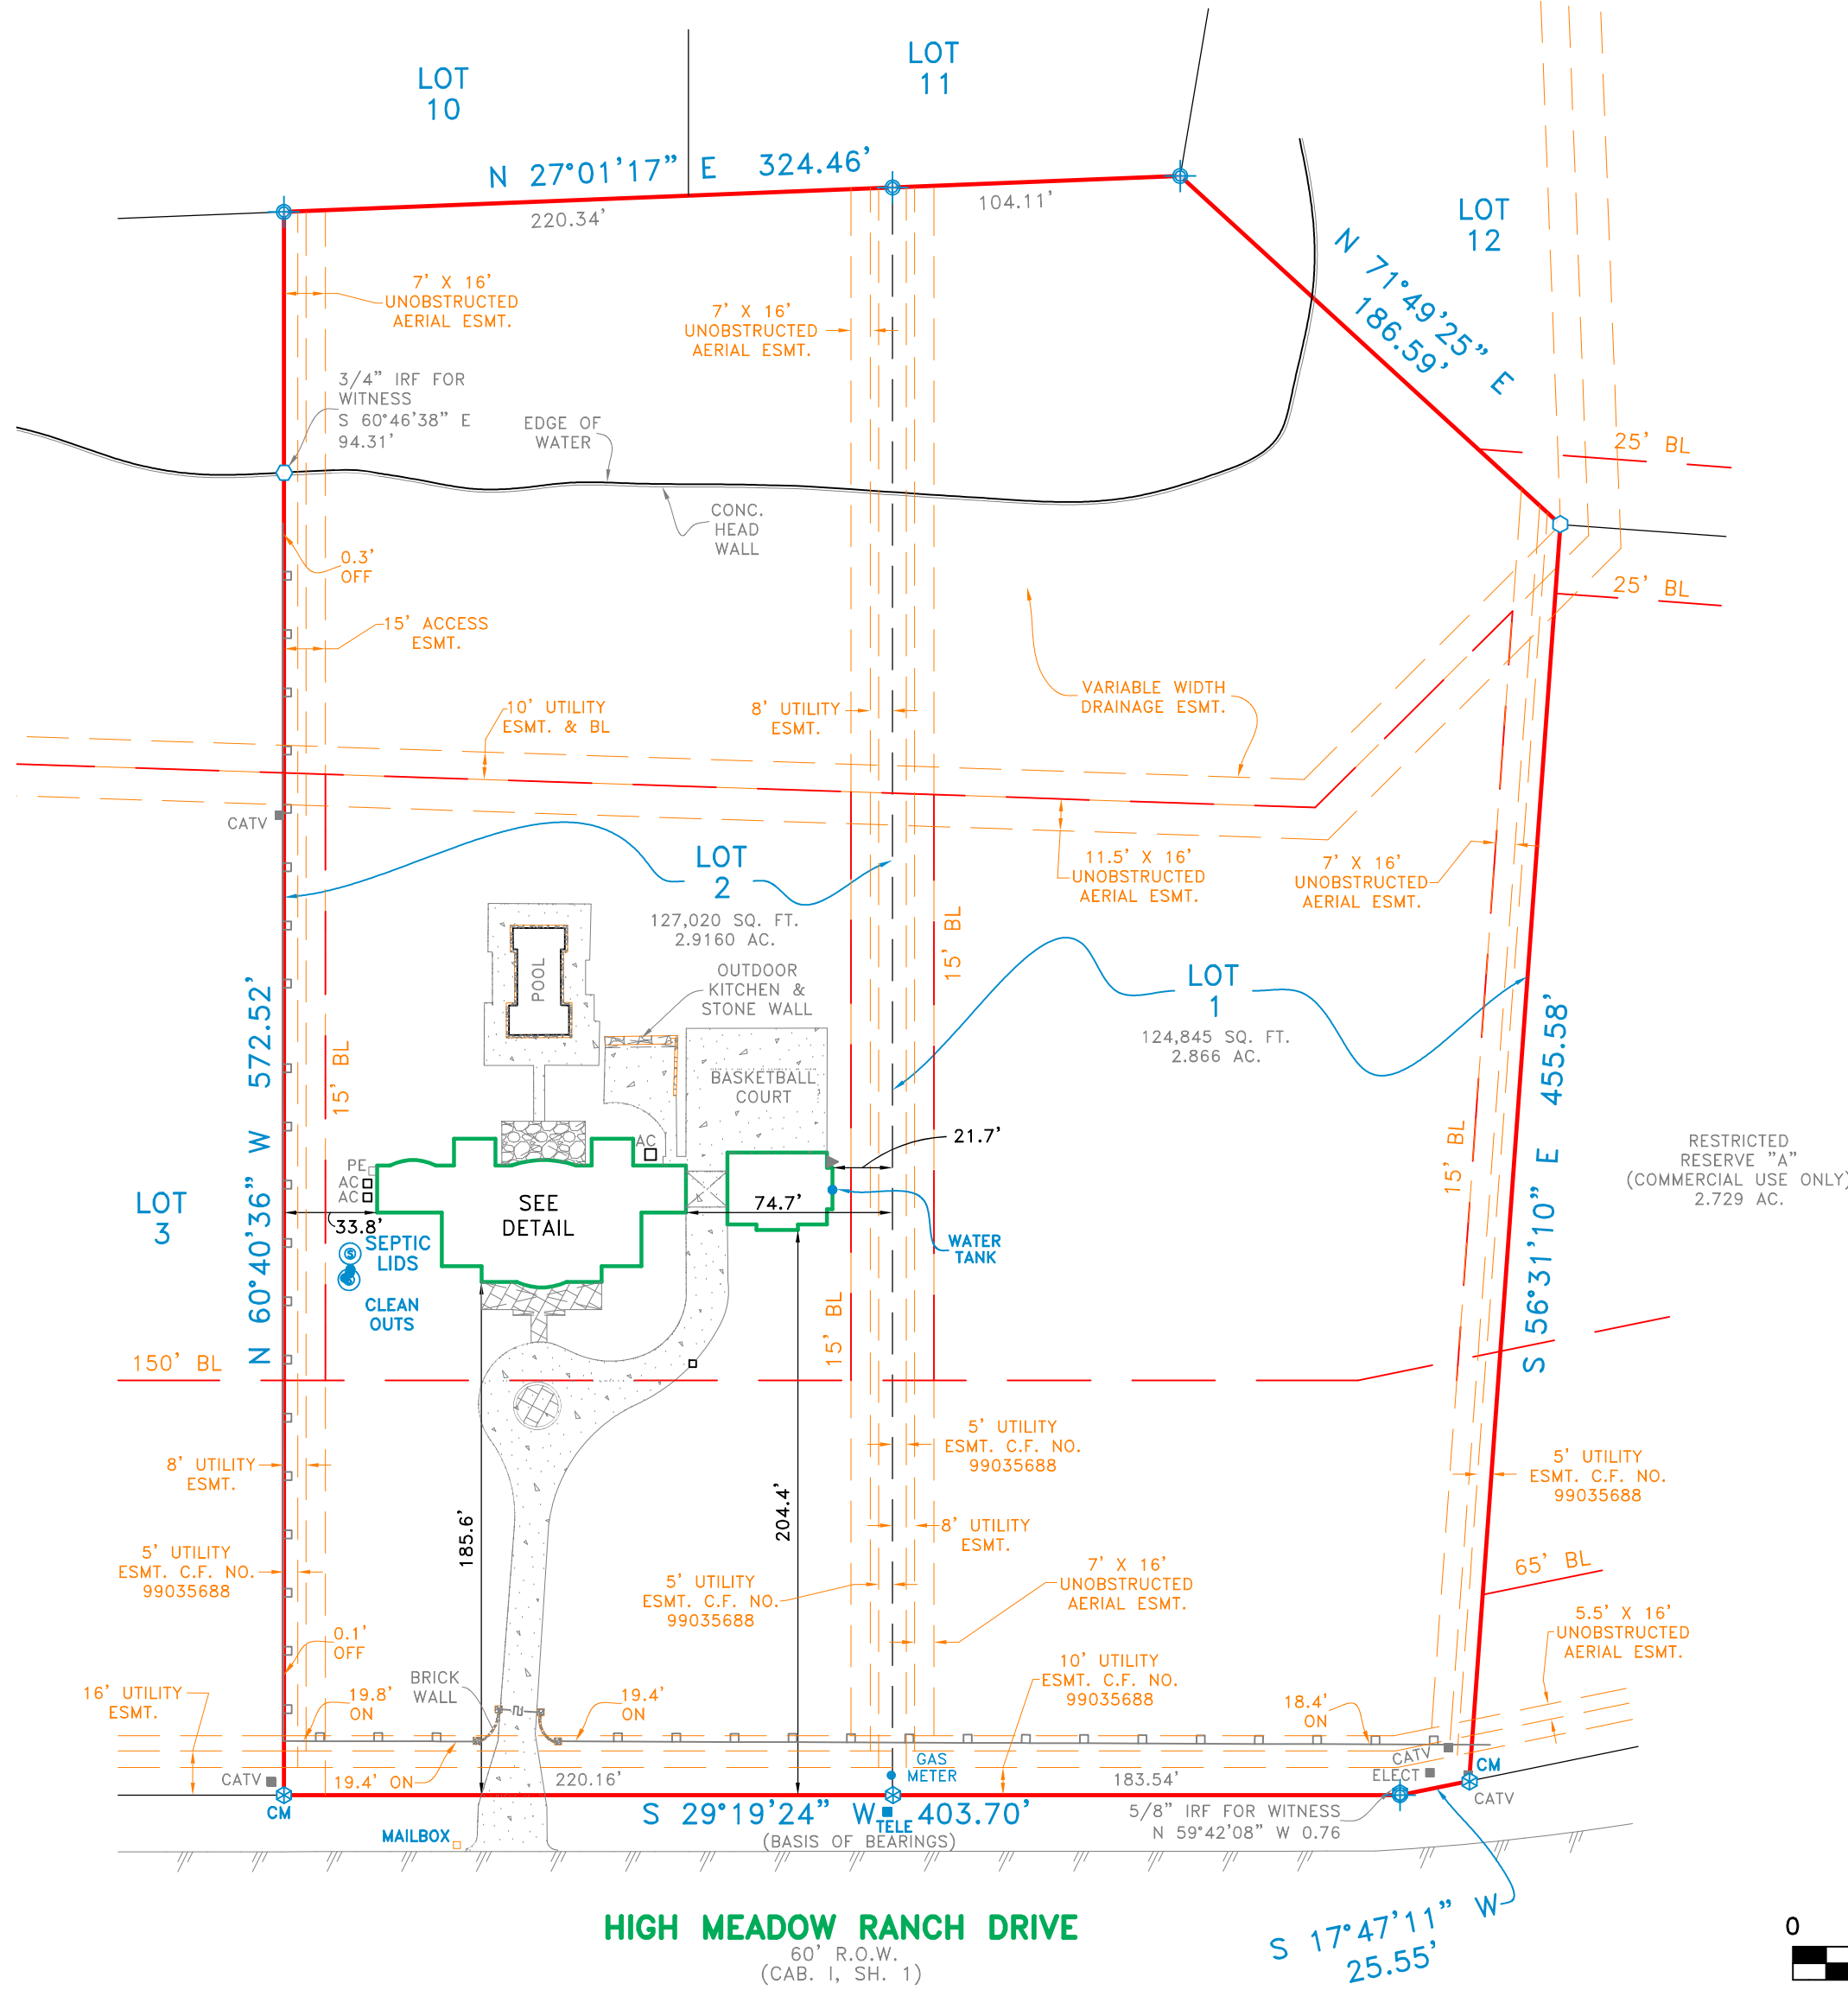 LOT
10
LOT
11
N 27°01'17" E 324.46'
220.34'
104.11'
LOT
12
N 71°49'25" E
186.59'
7' X 16'
UNOBSTRUCTED
AERIAL ESMT.
7' X 16'
UNOBSTRUCTED
AERIAL ESMT.
3/4" IRF FOR
WITNESS
S 60°46'38" E
94.31'
EDGE OF
WATER
CONC.
HEAD
WALL
25' BL
25' BL
0.3'
OFF
15' ACCESS
ESMT.
10' UTILITY
ESMT. & BL
8' UTILITY
ESMT.
VARIABLE WIDTH
DRAINAGE ESMT.
CATV
LOT
2
127,020 SQ. FT.
2.9160 AC.
11.5' X 16'
UNOBSTRUCTED
AERIAL ESMT.
7' X 16'
UNOBSTRUCTED
AERIAL ESMT.
POOL
OUTDOOR
KITCHEN &
STONE WALL
15' BL
LOT
1
124,845 SQ. FT.
2.866 AC.
N 60°40'36" W 572.52'
15' BL
BASKETBALL
COURT
S 56°31'10" E 455.58'
15' BL
RESTRICTED
RESERVE "A"
(COMMERCIAL USE ONLY)
2.729 AC.
21.7'
AC
PE
AC
AC
LOT
3
SEE
DETAIL
74.7'
33.8'
SEPTIC
LIDS
S
CLEAN
OUTS
WATER
TANK
15' BL
150' BL
5' UTILITY
ESMT. C.F. NO.
99035688
8' UTILITY
ESMT.
5' UTILITY
ESMT. C.F. NO.
99035688
185.6'
204.4'
8' UTILITY
ESMT.
5' UTILITY
ESMT. C.F. NO.
99035688
5' UTILITY
ESMT. C.F. NO.
99035688
7' X 16'
UNOBSTRUCTED
AERIAL ESMT.
65' BL
5.5' X 16'
UNOBSTRUCTED
AERIAL ESMT.
0.1'
OFF
BRICK
WALL
10' UTILITY
ESMT. C.F. NO.
99035688
16' UTILITY
ESMT.
19.8'
ON
19.4'
ON
18.4'
ON
CATV
19.4' ON
220.16'
GAS
METER
183.54'
CATV
ELECT
CM
CATV
CM
S 29°19'24" W 403.70'
TELE
(BASIS OF BEARINGS)
5/8" IRF FOR WITNESS
N 59°42'08" W 0.76
MAILBOX
HIGH MEADOW RANCH DRIVE
60' R.O.W.
(CAB. I, SH. 1)
S 17°47'11" W
25.55'
0